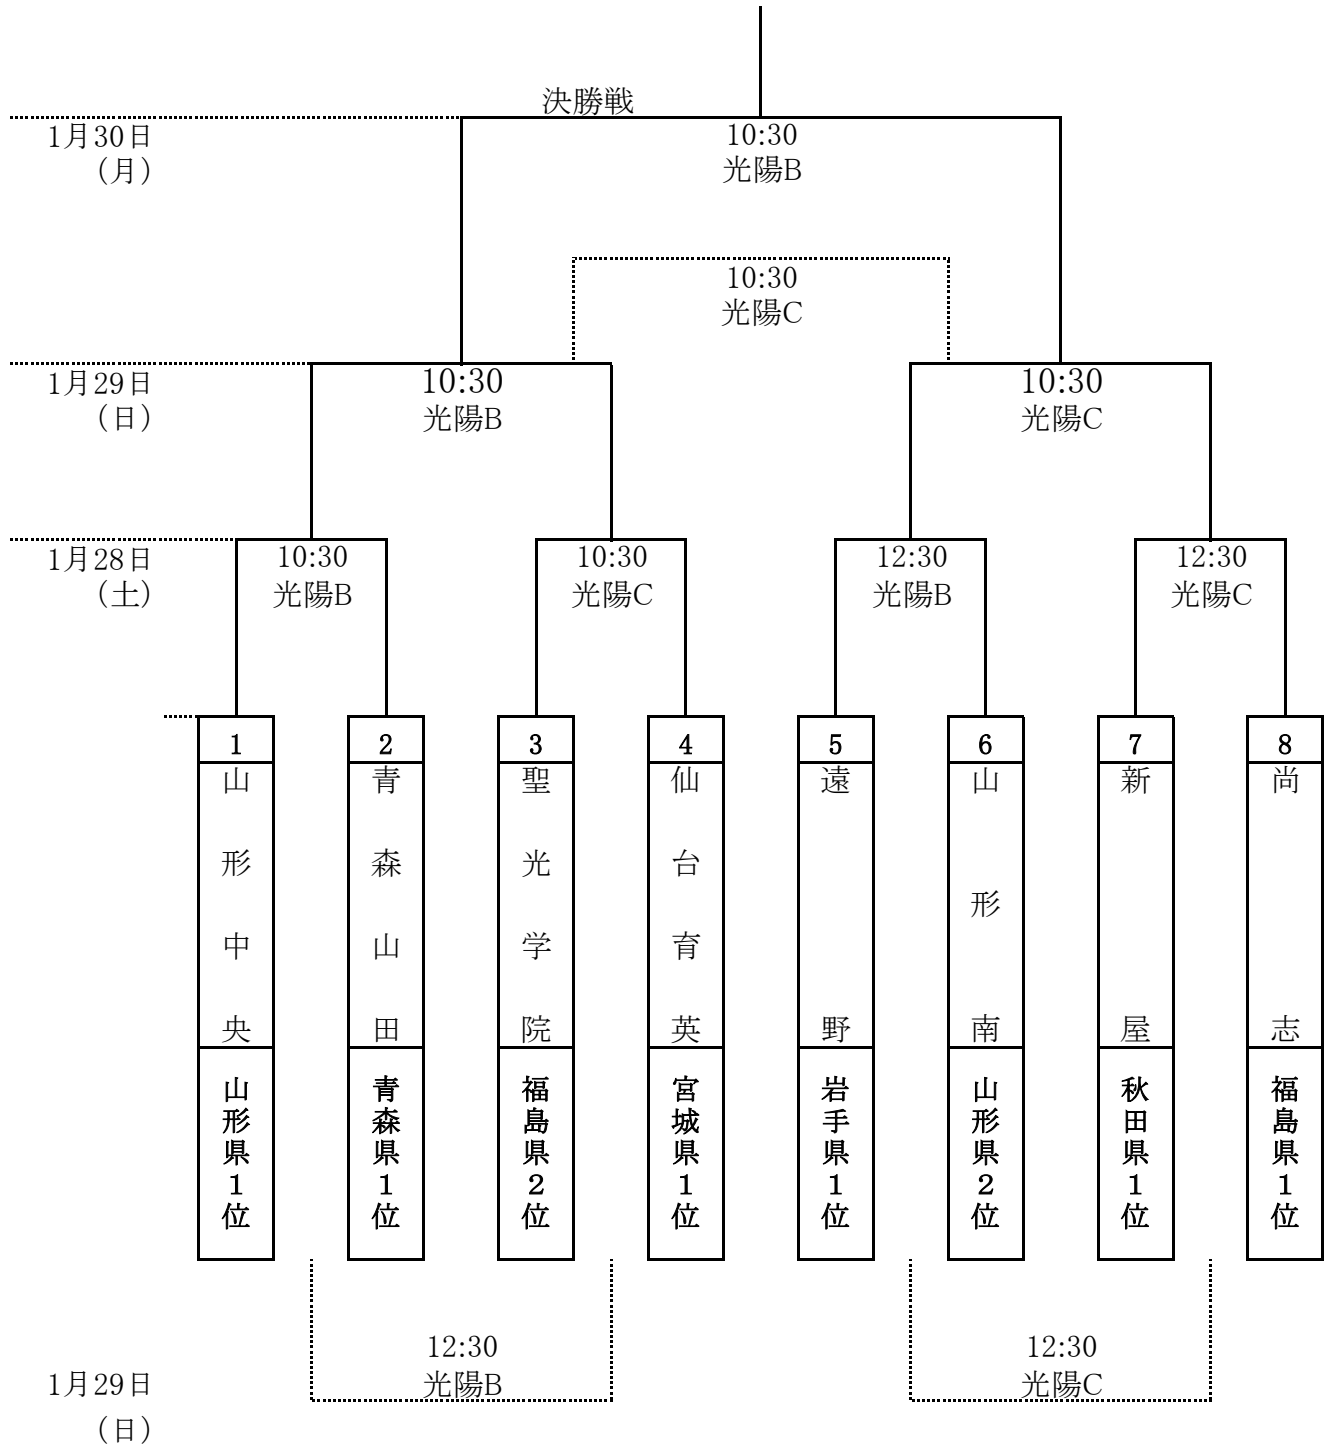 決勝戦
1月30日
（月）
10:30
光陽B
10:30
光陽C
1月29日
（日）
10:30
光陽B
10:30
光陽C
1月28日
（土）
10:30
光陽B
10:30
光陽C
12:30
光陽B
12:30
光陽C
1
山形中央
山形県1位
2
青森山田
青森県1位
3
聖光学院
福島県2位
4
仙台育英
宮城県1位
5
遠野
岩手県1位
6
山形南
山形県2位
7
新屋
秋田県1位
8
尚志
福島県1位
12:30
光陽B
12:30
光陽C
1月29日
（日）